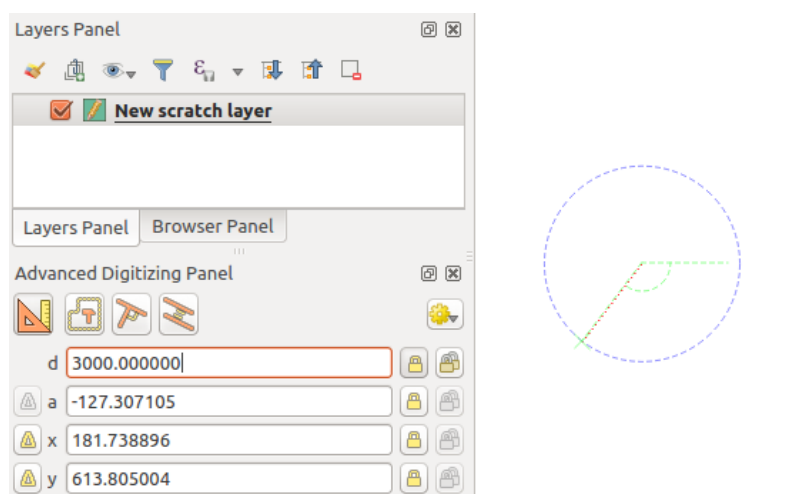 Layers Panel
New scratch layer
Layers Panel Browser Panel
Advanced Digitizing Panel
d 3000.000000
a -127.307105
x 181.738896
y 613.805004